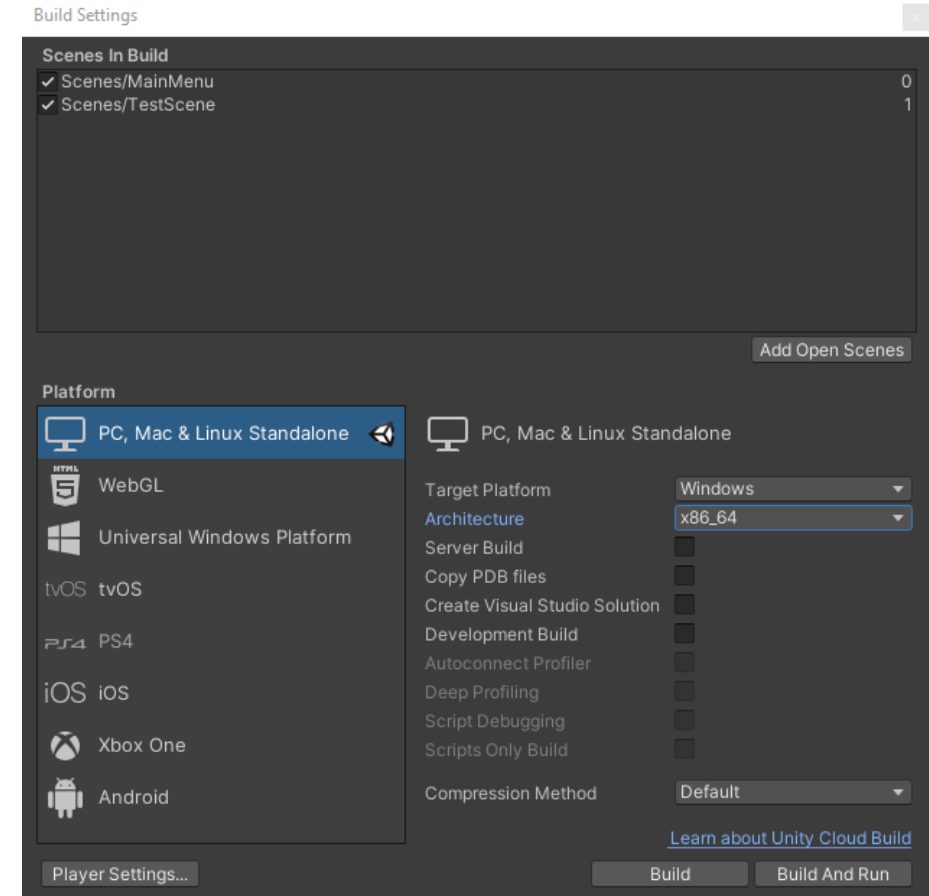 Build Settings
x
Scenes In Build
Scenes/MainMenu 0
Scenes/TestScene 1
Add Open Scenes
Platform
PC, Mac & Linux Standalone
HTML 5 WebGL
Universal Windows Platform
tvOS tvOS
PS4 PS4
iOS iOS
Xbox One
Android
PC, Mac & Linux Standalone
Target Platform Windows
Architecture x86_64
Server Build
Copy PDB files
Create Visual Studio Solution
Development Build
Autoconnect Profiler
Deep Profiling
Script Debugging
Scripts Only Build
Compression Method Default
Learn about Unity Cloud Build
Player Settings... Build Build And Run